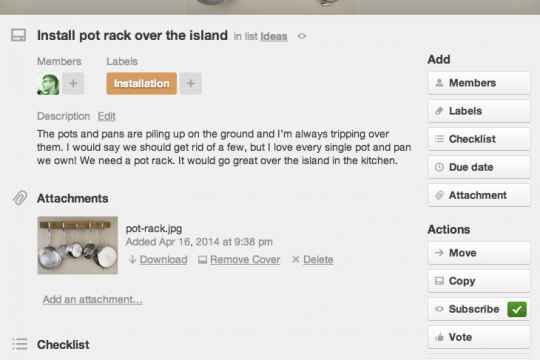 Install pot rack over the island in list Ideas
Members Labels
+ Installation +
Description Edit
The pots and pans are piling up on the ground and I'm always tripping over
them. I would say we should get rid of a few, but I love every single pot and pan
we own! We need a pot rack. It would go great over the island in the kitchen.
Attachments
pot-rack.jpg
Added Apr 16, 2014 at 9:38 pm
Download Remove Cover Delete
Add an attachment...
Checklist
Add
Members
Labels
Checklist
Due date
Attachment
Actions
Move
Copy
Subscribe
Vote